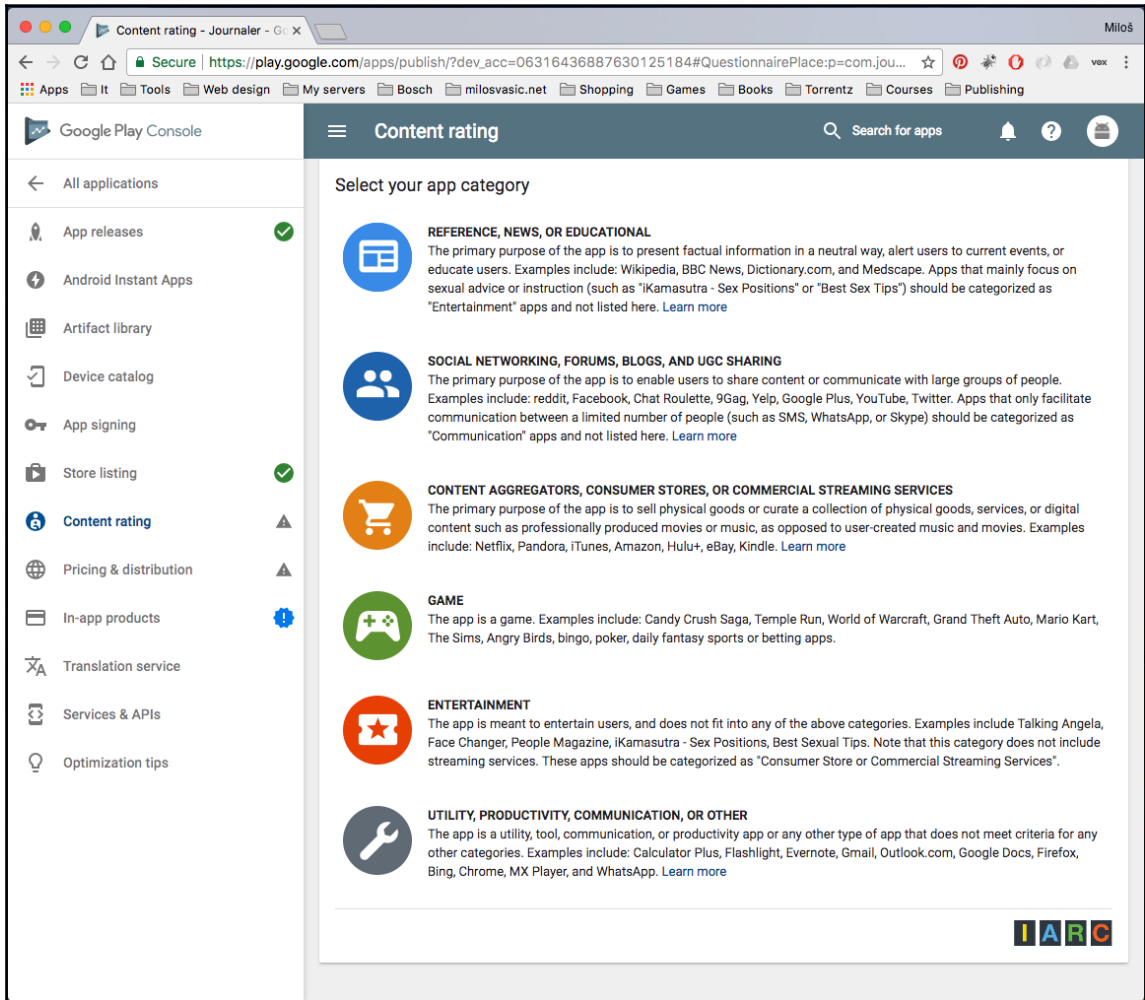 Content rating - Journaler - Go
Miloš
Secure | https://play.google.com/apps/publish/?dev_acc=06316436887630125184#QuestionnairePlace:p=com.jou...
vex
Apps It Tools Web design My servers Bosch milosvasic.net Shopping Games Books Torrentz Courses Publishing
Google Play Console
Content rating
Search for apps
All applications
App releases
Android Instant Apps
Artifact library
Device catalog
App signing
Store listing
Content rating
Pricing & distribution
In-app products
Translation service
Services & APIs
Optimization tips
Select your app category
REFERENCE, NEWS, OR EDUCATIONAL
The primary purpose of the app is to present factual information in a neutral way, alert users to current events, or
educate users. Examples include: Wikipedia, BBC News, Dictionary.com, and Medscape. Apps that mainly focus on
sexual advice or instruction (such as "iKamasutra - Sex Positions" or "Best Sex Tips") should be categorized as
"Entertainment" apps and not listed here. Learn more
SOCIAL NETWORKING, FORUMS, BLOGS, AND UGC SHARING
The primary purpose of the app is to enable users to share content or communicate with large groups of people.
Examples include: reddit, Facebook, Chat Roulette, 9Gag, Yelp, Google Plus, YouTube, Twitter. Apps that only facilitate
communication between a limited number of people (such as SMS, WhatsApp, or Skype) should be categorized as
"Communication" apps and not listed here. Learn more
CONTENT AGGREGATORS, CONSUMER STORES, OR COMMERCIAL STREAMING SERVICES
The primary purpose of the app is to sell physical goods or curate a collection of physical goods, services, or digital
content such as professionally produced movies or music, as opposed to user-created music and movies. Examples
include: Netflix, Pandora, iTunes, Amazon, Hulu+, eBay, Kindle. Learn more
GAME
The app is a game. Examples include: Candy Crush Saga, Temple Run, World of Warcraft, Grand Theft Auto, Mario Kart,
The Sims, Angry Birds, bingo, poker, daily fantasy sports or betting apps.
ENTERTAINMENT
The app is meant to entertain users, and does not fit into any of the above categories. Examples include Talking Angela,
Face Changer, People Magazine, iKamasutra - Sex Positions, Best Sexual Tips. Note that this category does not include
streaming services. These apps should be categorized as "Consumer Store or Commercial Streaming Services".
UTILITY, PRODUCTIVITY, COMMUNICATION, OR OTHER
The app is a utility, tool, communication, or productivity app or any other type of app that does not meet criteria for any
other categories. Examples include: Calculator Plus, Flashlight, Evernote, Gmail, Outlook.com, Google Docs, Firefox,
Bing, Chrome, MX Player, and WhatsApp. Learn more
IARC